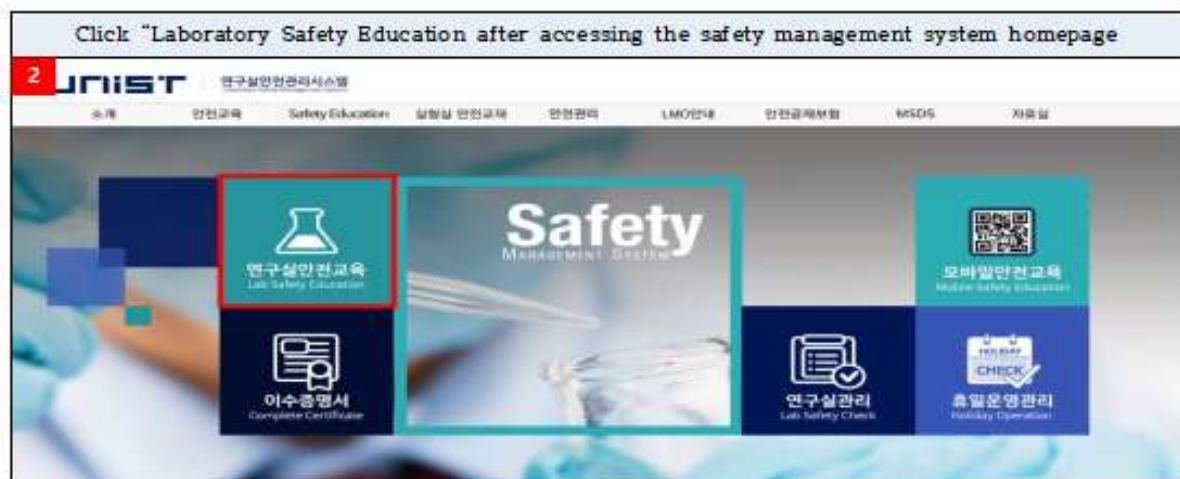 Click "Laboratory Safety Education after accessing the safety management system homepage
2
UNIST 연구실안전관리시스템
소개 안전교육 Safety Education 실험실 안전교재 안전관리 LMO안내 안전공제보험 MSDS 자료실
Safety
MANAGEMENT SYSTEM
연구실안전교육
Lab Safety Education
모바일안전교육
Mobile Safety Education
이수증명서
Complete Certificate
연구실관리
Lab Safety Check
HOLIDAY
CHECK
휴일운영관리
Holiday Operation